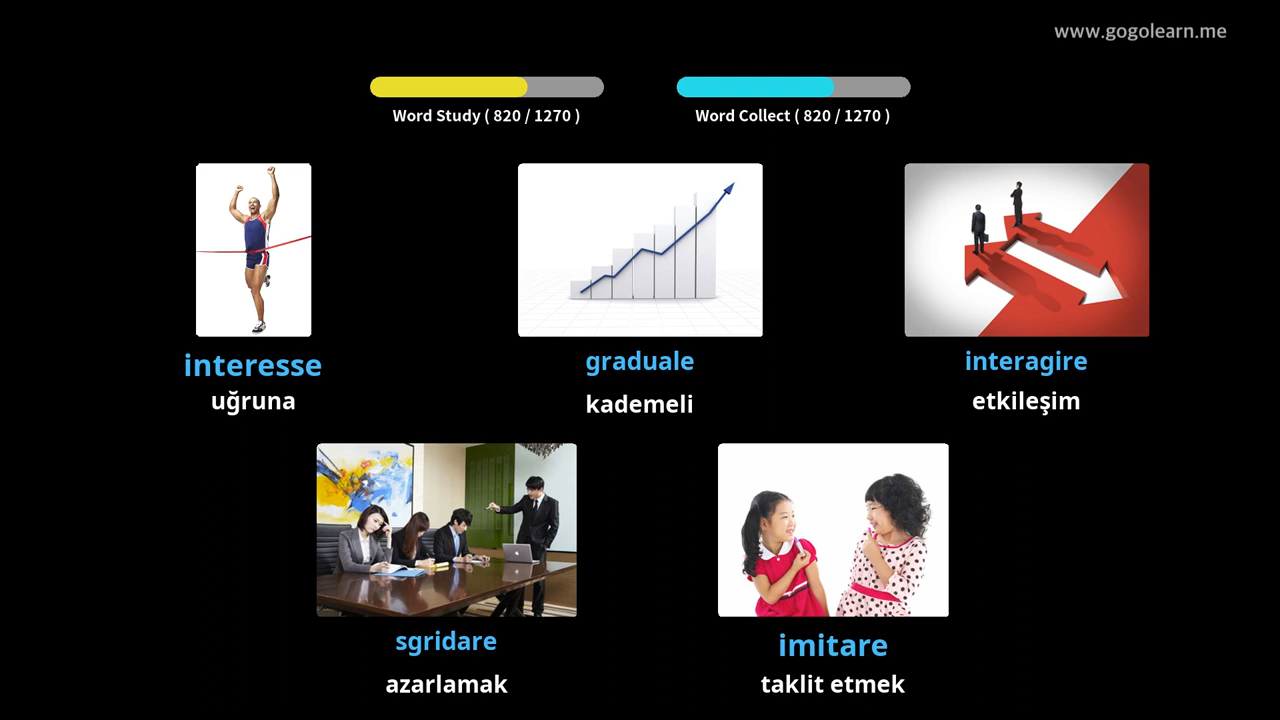 www.gogolearn.me
Word Study ( 820 / 1270 )
Word Collect ( 820 / 1270 )
interesse
uğruna
graduale
kademeli
interagire
etkileşim
sgridare
azarlamak
imitare
taklit etmek